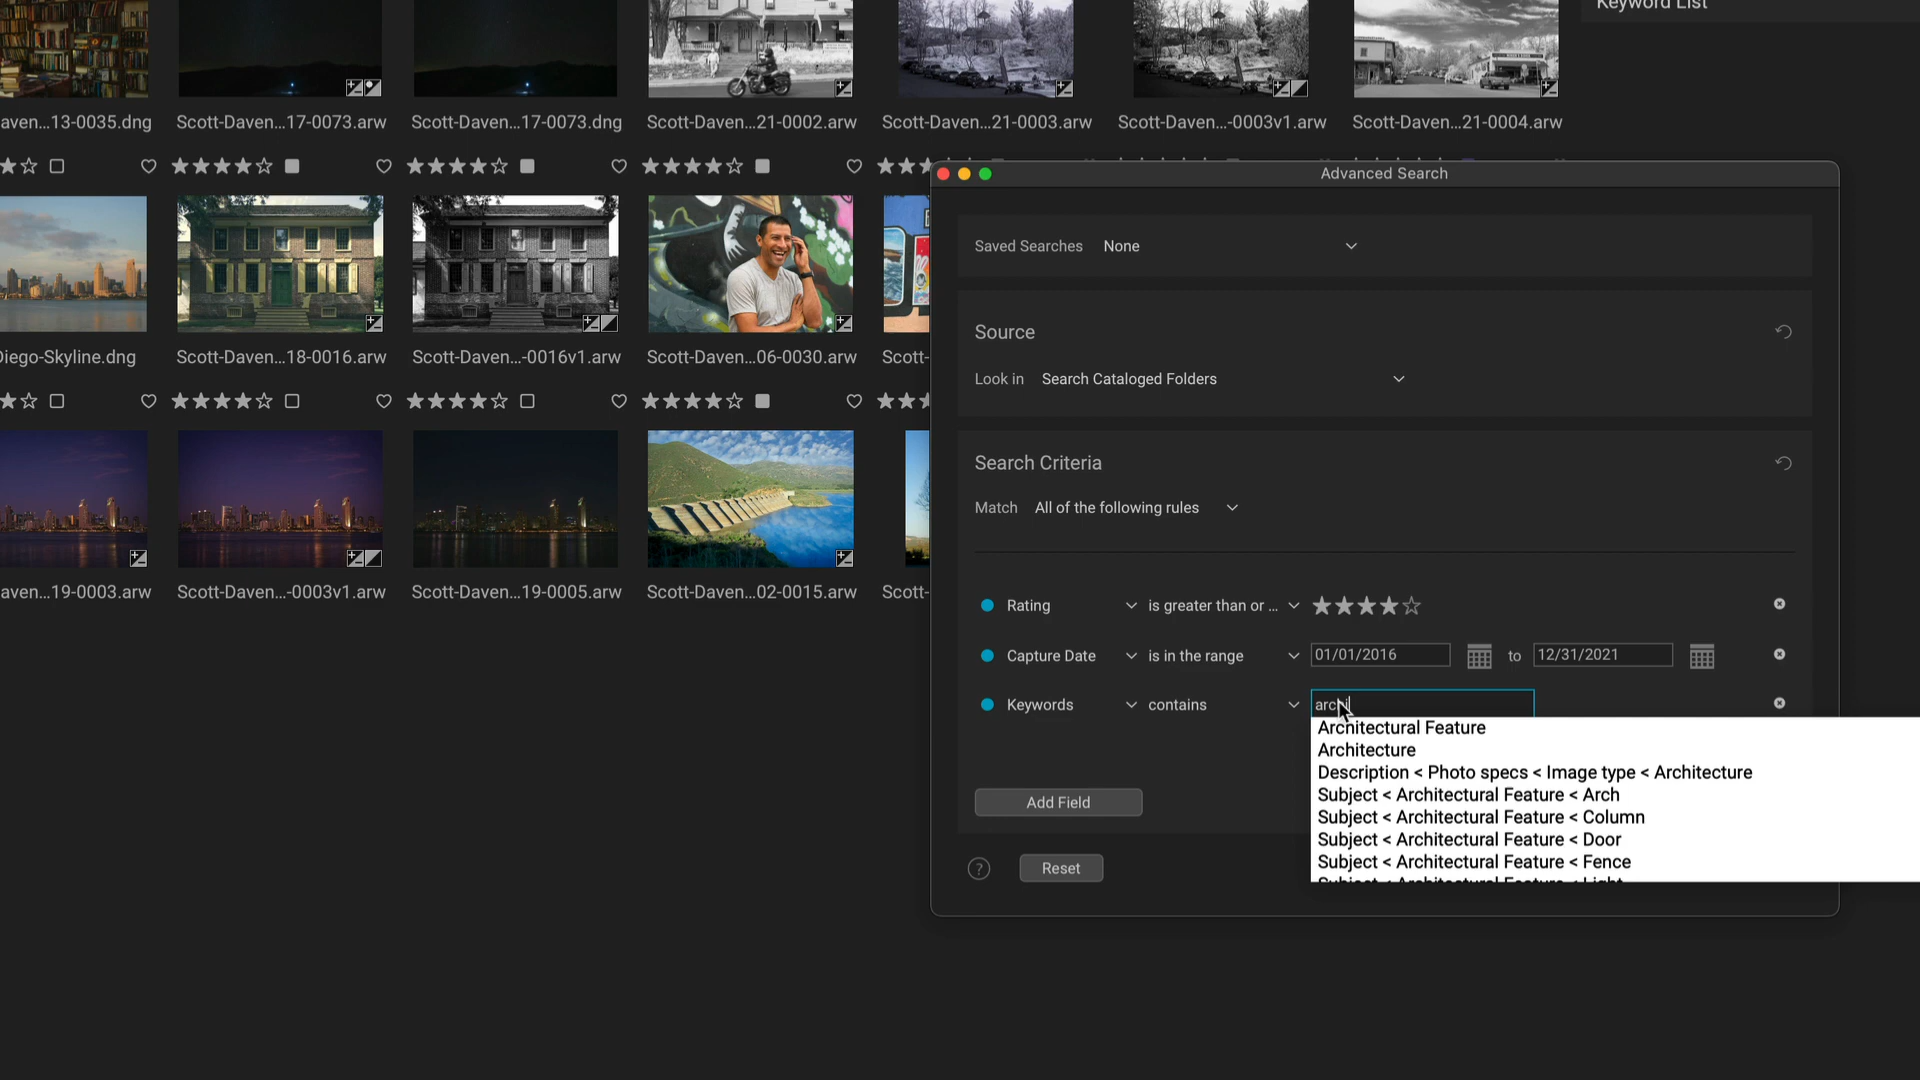 Keyword List
aven...13-0035.dng
Scott-Daven...17-0073.arw
Scott-Daven...17-0073.dng
Scott-Daven...21-0002.arw
Scott-Daven...21-0003.arw
Scott-Daven...-0003v1.arw
Scott-Daven...21-0004.arw
Diego-Skyline.dng
Scott-Daven...18-0016.arw
Scott-Daven...-0016v1.arw
Scott-Daven...06-0030.arw
Scott-
aven...19-0003.arw
Scott-Daven...-0003v1.arw
Scott-Daven...19-0005.arw
Scott-Daven...02-0015.arw
Scott-
Advanced Search
Saved Searches None
Source
Look in Search Cataloged Folders
Search Criteria
Match All of the following rules
Rating is greater than or ...
Capture Date is in the range 01/01/2016 to 12/31/2021
Keywords contains archi
Architectural Feature
Architecture
Description < Photo specs < Image type < Architecture
Subject < Architectural Feature < Arch
Subject < Architectural Feature < Column
Subject < Architectural Feature < Door
Subject < Architectural Feature < Fence
Subject < Architectural Feature < Light
Add Field
? Reset